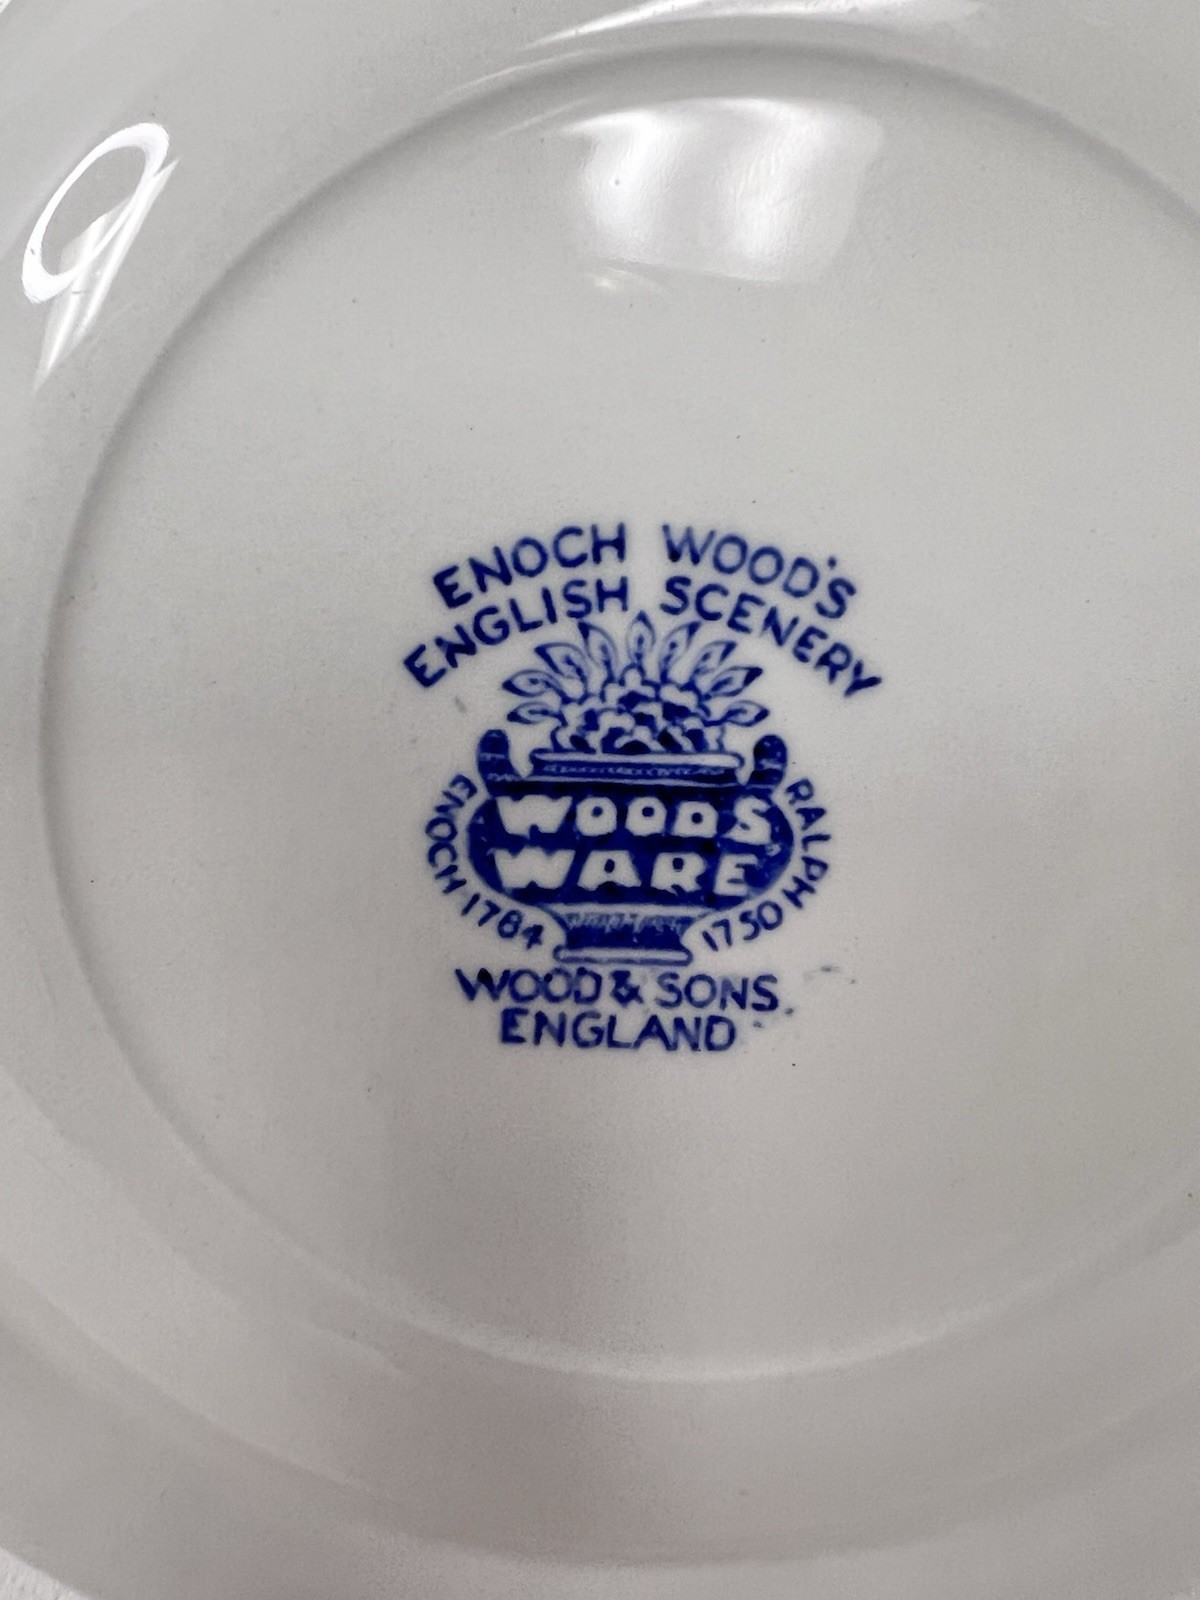 ENOCH WOOD'S
ENGLISH SCENERY
WOODS
WARE
ENOCH 1784
RALPH 1750
WOOD & SONS
ENGLAND